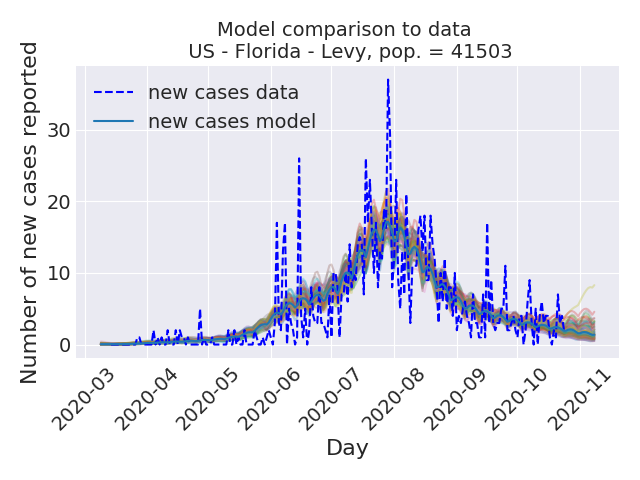 Model comparison to data
US - Florida - Levy, pop. = 41503
Number of new cases reported
new cases data
new cases model
30
20
10
0
2020-03
2020-04
2020-05
2020-06
2020-07
2020-08
2020-09
2020-10
2020-11
Day